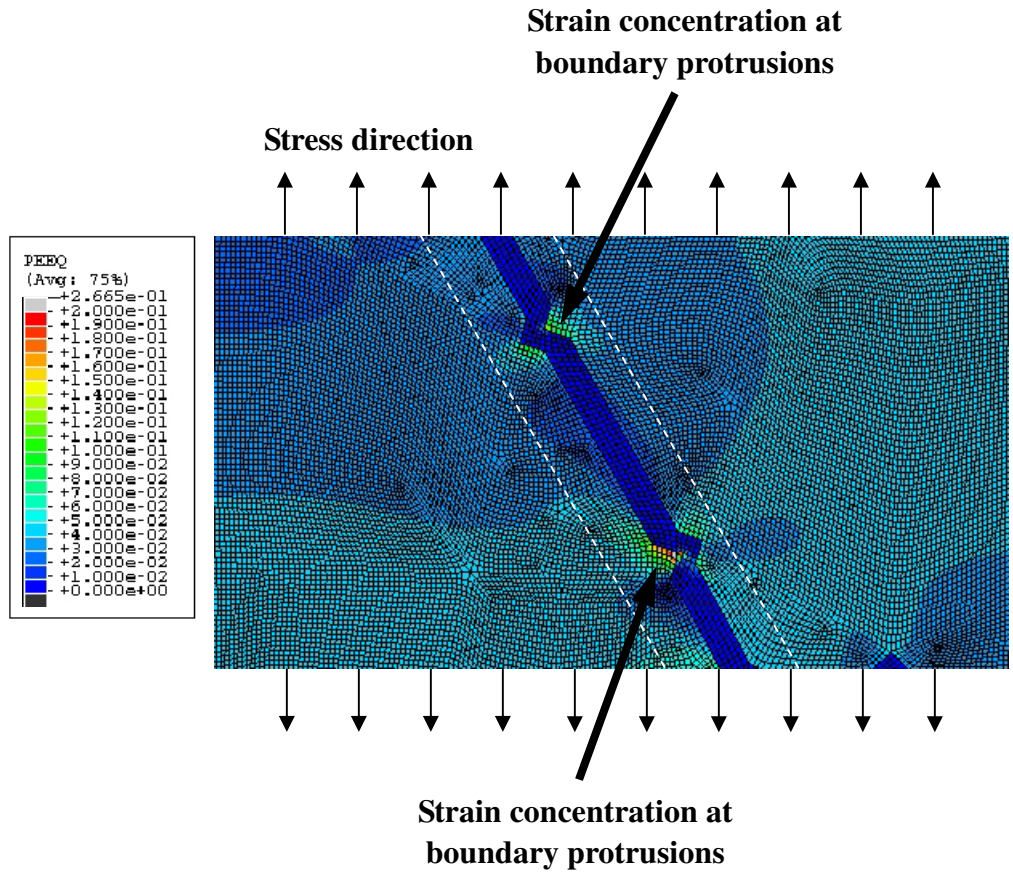 Strain concentration at
boundary protrusions
Stress direction
PEEQ
(Avg: 75%)
+2.665e-01
+2.000e-01
+1.900e-01
+1.800e-01
+1.700e-01
+1.600e-01
+1.500e-01
+1.400e-01
+1.300e-01
+1.200e-01
+1.100e-01
+1.000e-01
+9.000e-02
+8.000e-02
+7.000e-02
+6.000e-02
+5.000e-02
+4.000e-02
+3.000e-02
+2.000e-02
+1.000e-02
+0.000e+00
Strain concentration at
boundary protrusions